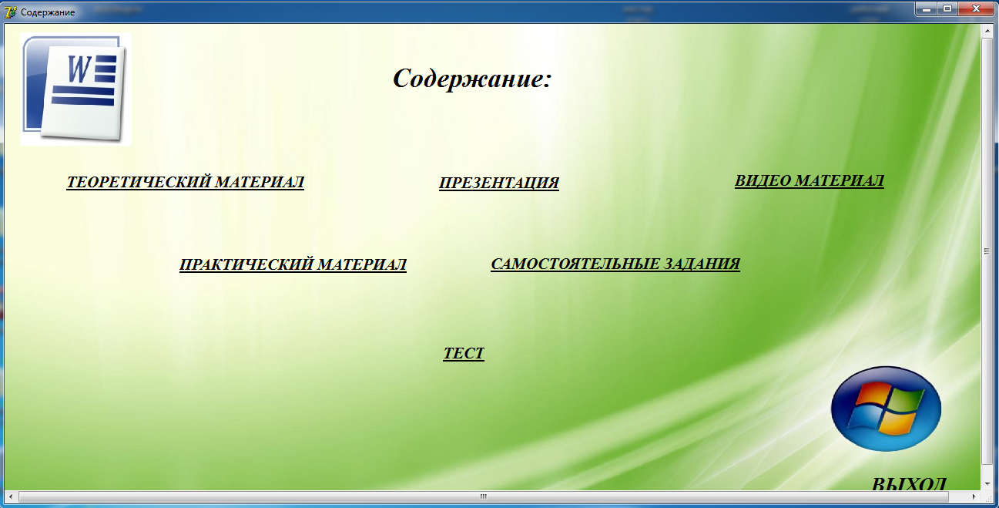 Содержание
Содержание:
ТЕОРЕТИЧЕСКИЙ МАТЕРИАЛ
ПРЕЗЕНТАЦИЯ
ВИДЕО МАТЕРИАЛ
ПРАКТИЧЕСКИЙ МАТЕРИАЛ
САМОСТОЯТЕЛЬНЫЕ ЗАДАНИЯ
ТЕСТ
ВЫХОД